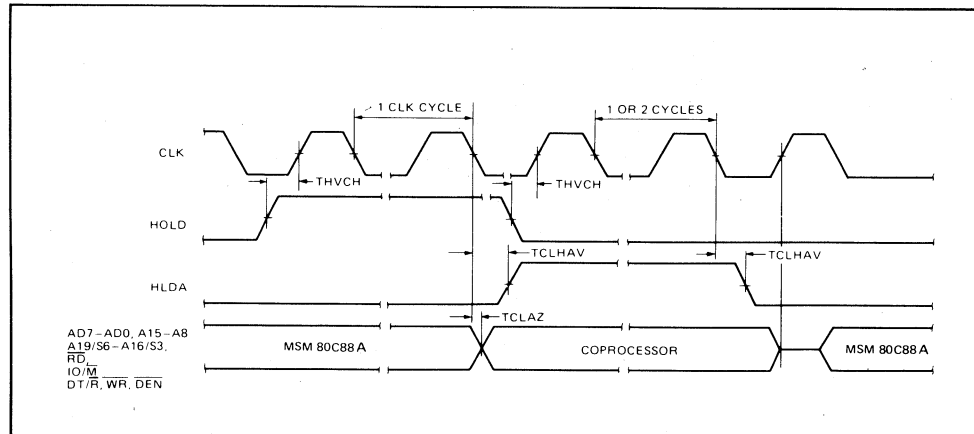 1 CLK CYCLE
1 OR 2 CYCLES
CLK
THVCH
THVCH
HOLD
TCLHAV
TCLHAV
HLDA
TCLAZ
AD7-AD0, A15-A8
A19/S6-A16/S3,
RD,
IO/M
DT/R, WR, DEN
MSM 80C88A
COPROCESSOR
MSM 80C88A